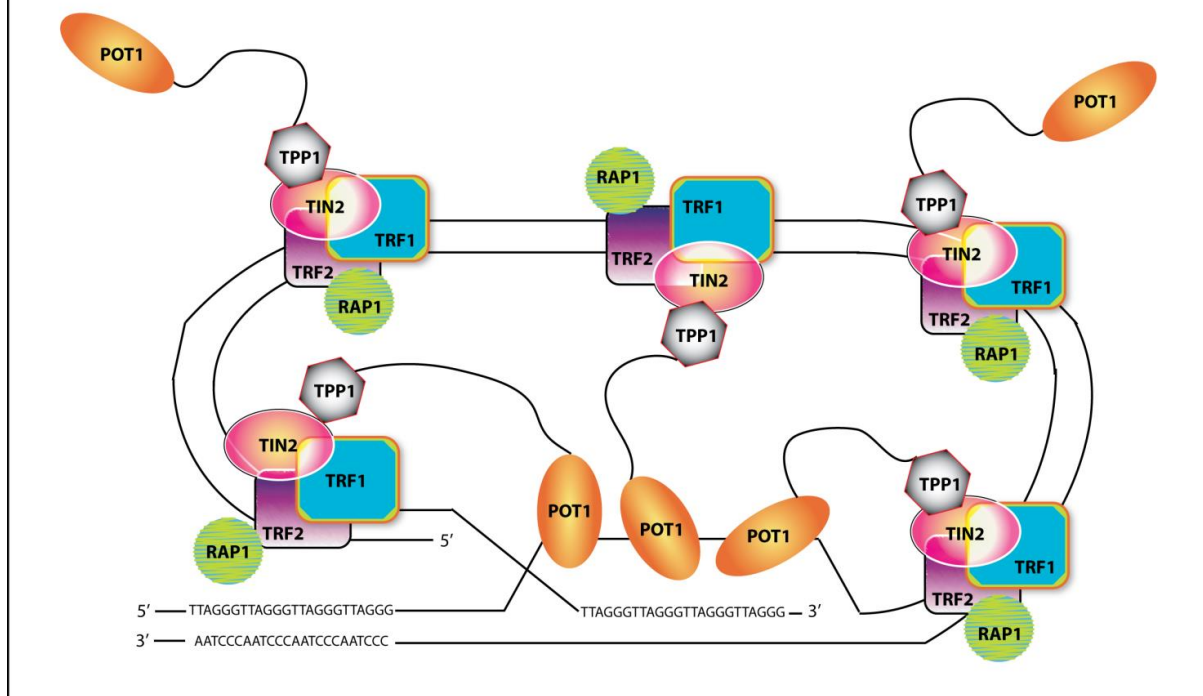 POT1
POT1
TPP1
RAP1
TPP1
TIN2
TRF1
TRF1
TIN2
TRF2
TRF2
TIN2
TRF1
RAP1
TRF2
TPP1
RAP1
TPP1
TIN2
TRF1
TPP1
POT1
POT1
POT1
TRF2
5′
RAP1
TIN2
TRF1
TRF2
5′ TTAGGGTTAGGGTTAGGGTTAGGG
TTAGGGTTAGGGTTAGGGTTAGGG 3′
RAP1
3′ AATCCCAATCCCAATCCCAATCCC